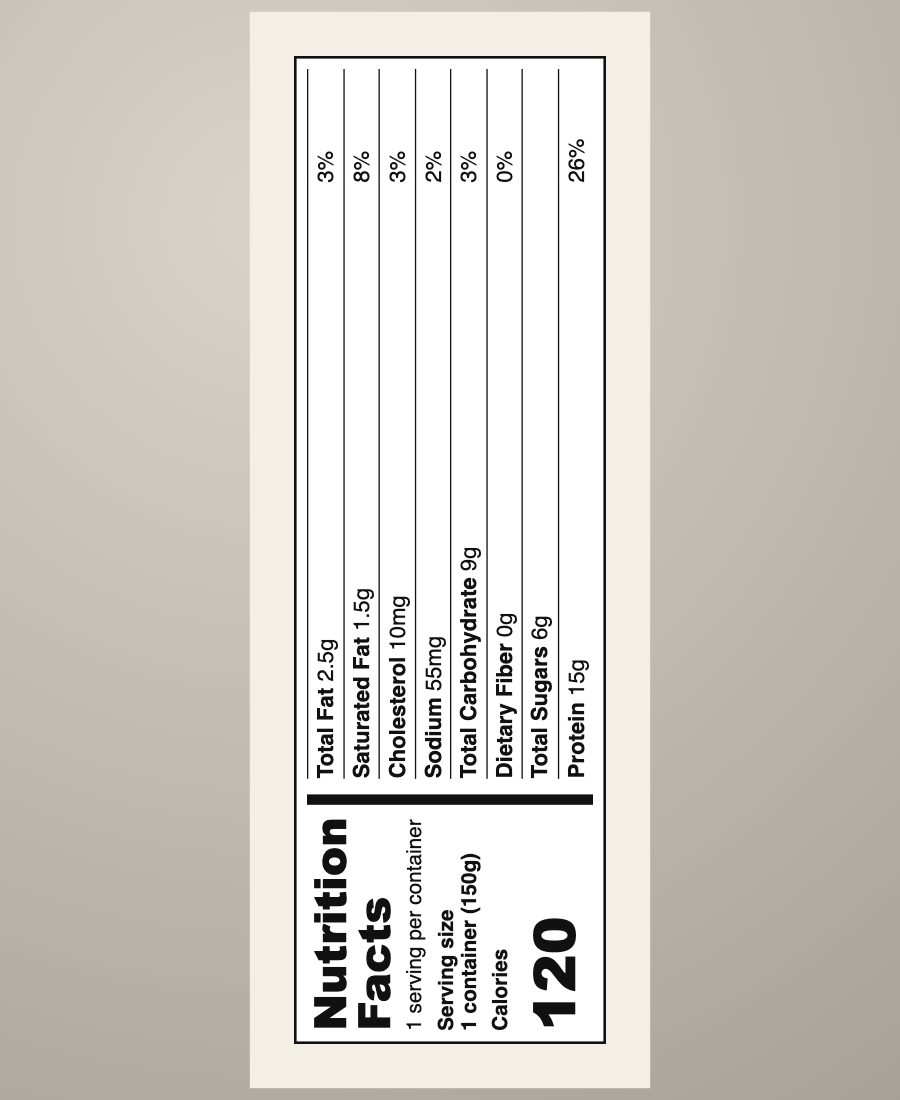 Nutrition
Facts
1 serving per container
Serving size
1 container (150g)
Calories
120
Total Fat 2.5g 3%
Saturated Fat 1.5g 8%
Cholesterol 10mg 3%
Sodium 55mg 2%
Total Carbohydrate 9g 3%
Dietary Fiber 0g 0%
Total Sugars 6g
Protein 15g 26%